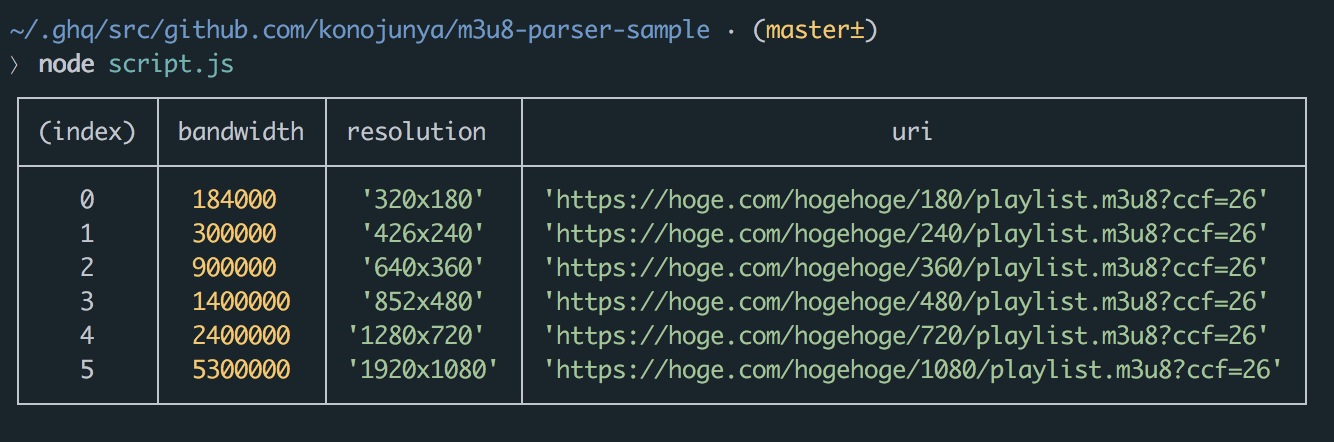 ~/.ghq/src/github.com/konojunya/m3u8-parser-sample · (master±)
❯ node script.js
(index) bandwidth resolution uri
0 184000 '320x180' 'https://hoge.com/hogehoge/180/playlist.m3u8?ccf=26'
1 300000 '426x240' 'https://hoge.com/hogehoge/240/playlist.m3u8?ccf=26'
2 900000 '640x360' 'https://hoge.com/hogehoge/360/playlist.m3u8?ccf=26'
3 1400000 '852x480' 'https://hoge.com/hogehoge/480/playlist.m3u8?ccf=26'
4 2400000 '1280x720' 'https://hoge.com/hogehoge/720/playlist.m3u8?ccf=26'
5 5300000 '1920x1080' 'https://hoge.com/hogehoge/1080/playlist.m3u8?ccf=26'